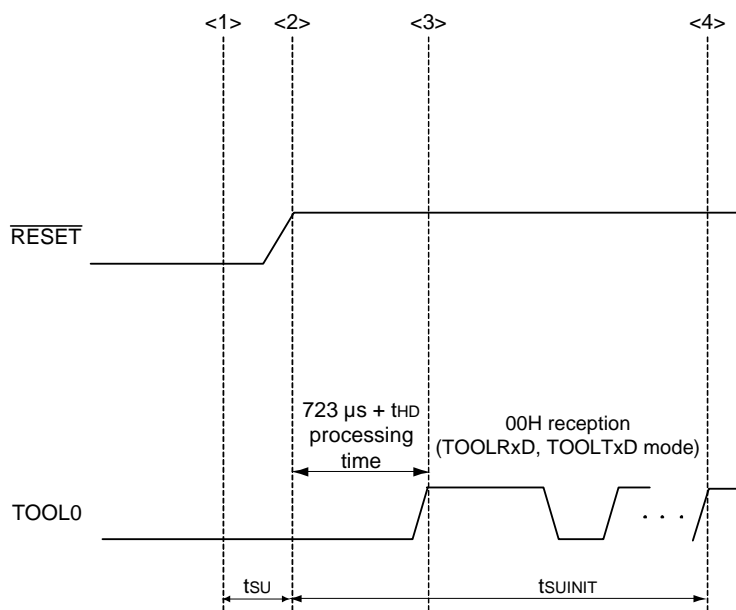 <1> <2> <3> <4>
RESET
723 µs + tHD
processing
time
00H reception
(TOOLRxD, TOOLTxD mode)
TOOL0
. . .
tSU tSUINIT